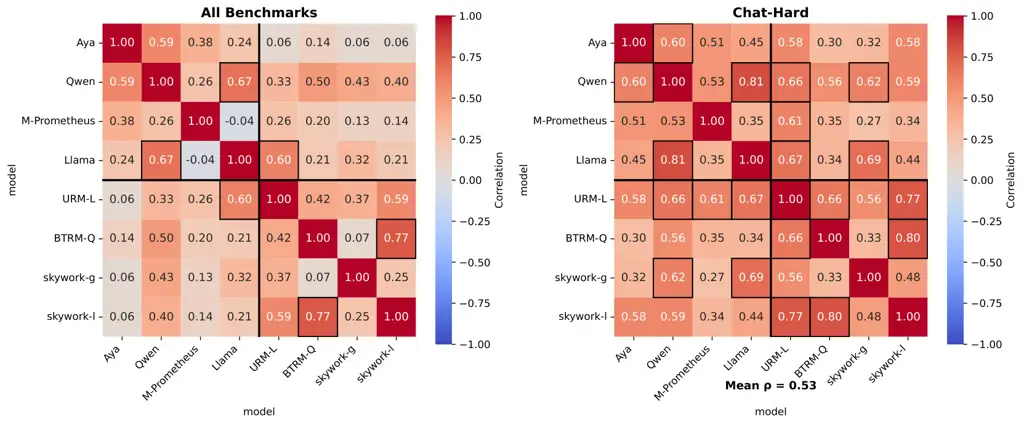 All Benchmarks
Aya 1.00 0.59 0.38 0.24 0.06 0.14 0.06 0.06
Qwen 0.59 1.00 0.26 0.67 0.33 0.50 0.43 0.40
M-Prometheus 0.38 0.26 1.00 -0.04 0.26 0.20 0.13 0.14
Llama 0.24 0.67 -0.04 1.00 0.60 0.21 0.32 0.21
URM-L 0.06 0.33 0.26 0.60 1.00 0.42 0.37 0.59
BTRM-Q 0.14 0.50 0.20 0.21 0.42 1.00 0.07 0.77
skywork-g 0.06 0.43 0.13 0.32 0.37 0.07 1.00 0.25
skywork-l 0.06 0.40 0.14 0.21 0.59 0.77 0.25 1.00
Aya Qwen M-Prometheus Llama URM-L BTRM-Q skywork-g skywork-l
model
model
1.00
0.75
0.50
0.25
0.00
−0.25
−0.50
−0.75
−1.00
Correlation
Chat-Hard
Aya 1.00 0.60 0.51 0.45 0.58 0.30 0.32 0.58
Qwen 0.60 1.00 0.53 0.81 0.66 0.56 0.62 0.59
M-Prometheus 0.51 0.53 1.00 0.35 0.61 0.35 0.27 0.34
Llama 0.45 0.81 0.35 1.00 0.67 0.34 0.69 0.44
URM-L 0.58 0.66 0.61 0.67 1.00 0.66 0.56 0.77
BTRM-Q 0.30 0.56 0.35 0.34 0.66 1.00 0.33 0.80
skywork-g 0.32 0.62 0.27 0.69 0.56 0.33 1.00 0.48
skywork-l 0.58 0.59 0.34 0.44 0.77 0.80 0.48 1.00
Aya Qwen M-Prometheus Llama URM-L BTRM-Q skywork-g skywork-l
Mean ρ = 0.53
model
model
1.00
0.75
0.50
0.25
0.00
−0.25
−0.50
−0.75
−1.00
Correlation